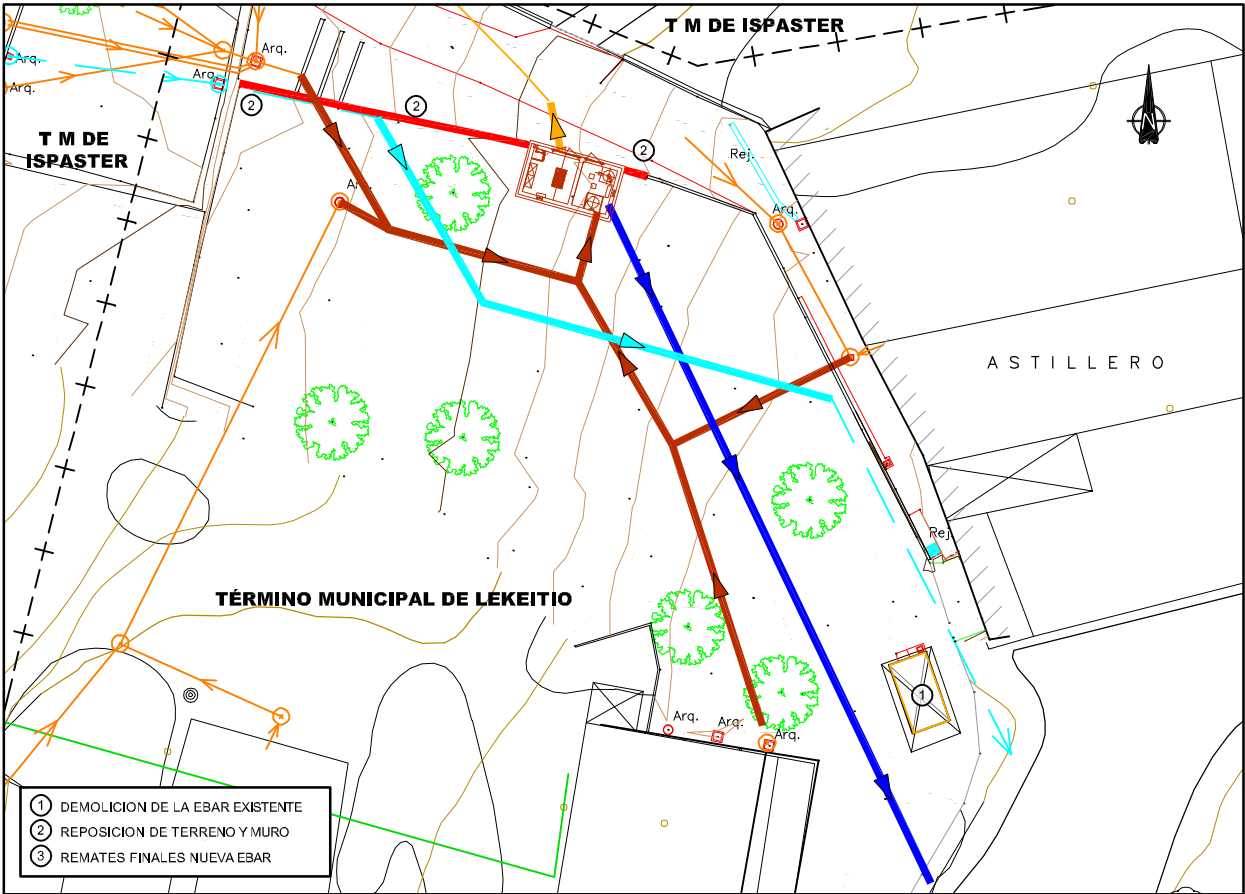 T M DE ISPASTER
Arq.
Arq.
Arq.
Arq.
2
2
2
T M DE
ISPASTER
Rej.
Arq.
N
ASTILLERO
Rej.
TÉRMINO MUNICIPAL DE LEKEITIO
1
Arq.
Arq.
Arq.
1 DEMOLICION DE LA EBAR EXISTENTE
2 REPOSICION DE TERRENO Y MURO
3 REMATES FINALES NUEVA EBAR